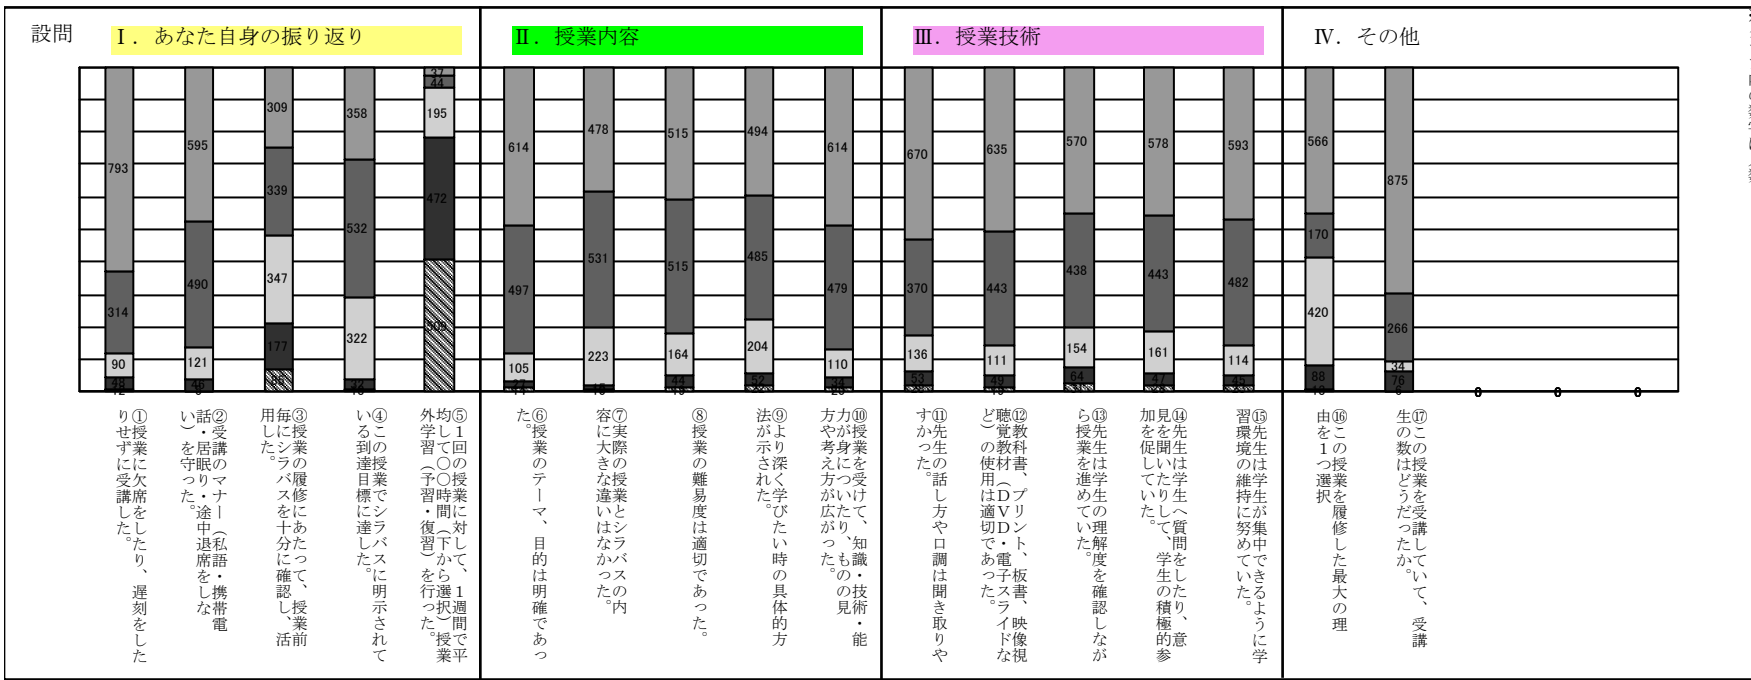 設問
Ⅰ．あなた自身の振り返り
Ⅱ．授業内容
Ⅲ．授業技術
Ⅳ．その他
793
314
90
48
12
595
490
121
46
309
339
347
177
85
358
532
322
32
37
44
195
472
509
614
497
105
27
14
478
531
223
15
515
515
164
44
494
485
204
52
614
479
110
34
670
370
136
53
635
443
111
49
570
438
154
64
578
443
161
47
593
482
114
45
566
170
420
88
875
266
34
76
6
0
0
0
①授業に欠席をしたり、遅刻をした
りせずに受講した。
②受講のマナー（私語・携帯電
話・居眠り・途中退席をしな
い）を守った。
③授業の履修にあたって、授業前
毎にシラバスを十分に確認し、活
用した。
④この授業でシラバスに明示されて
いる到達目標に達した。
⑤１回の授業に対して、１週間で平
均して〇〇時間（下から選択）授業
外学習（予習・復習）を行った。
⑥授業のテーマ、目的は明確であっ
た。
⑦実際の授業とシラバスの内
容に大きな違いはなかった。
⑧授業の難易度は適切であった。
⑨より深く学びたい時の具体的方
法が示された。
⑩授業を受けて、知識・技術・能
力が身についたり、ものの見
方や考え方が広がった。
⑪先生の話し方や口調は聞き取りや
すかった。
⑫教科書、プリント、板書、映像視
聴覚教材（ＤＶＤ・電子スライドな
ど）の使用は適切であった。
⑬先生は学生の理解度を確認しなが
ら授業を進めていた。
⑭先生は学生へ質問をしたり、意
見を聞いたりして、学生の積極的参
加を促していた。
⑮先生は学生が集中できるように学
習環境の維持に努めていた。
⑯この授業を履修した最大の理
由を１つ選択
⑰この授業を受講していて、受講
生の数はどうだったか。